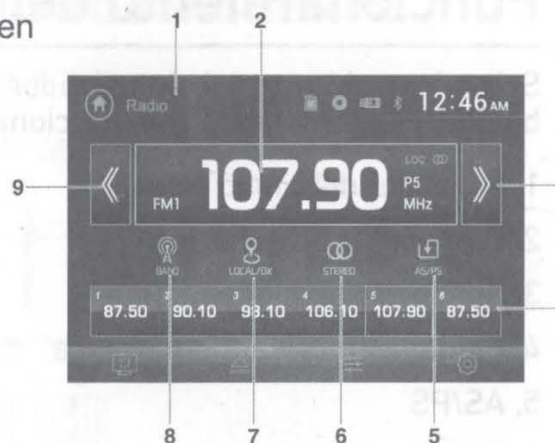 en
1 2
Radio 12:46 AM
LOC
9
FM1 107.90 P5
MHz
BAND LOCAL/DX STEREO AS/PS
1 2 3 4 5 6
87.50 90.10 98.10 106.10 107.90 87.50
8 7 6 5